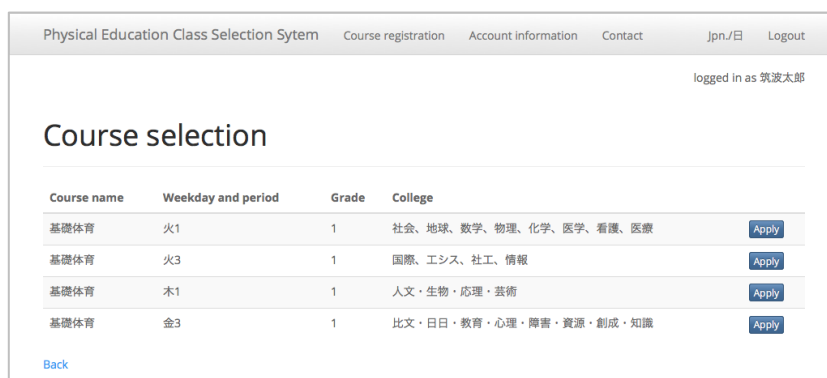 Physical Education Class Selection Sytem Course registration Account information Contact Jpn./日 Logout
logged in as 筑波太郎
Course selection
Course name Weekday and period Grade College
基礎体育 火1 1 社会、地球、数学、物理、化学、医学、看護、医療 Apply
基礎体育 火3 1 国際、エシス、社工、情報 Apply
基礎体育 木1 1 人文・生物・応理・芸術 Apply
基礎体育 金3 1 比文・日日・教育・心理・障害・資源・創成・知識 Apply
Back